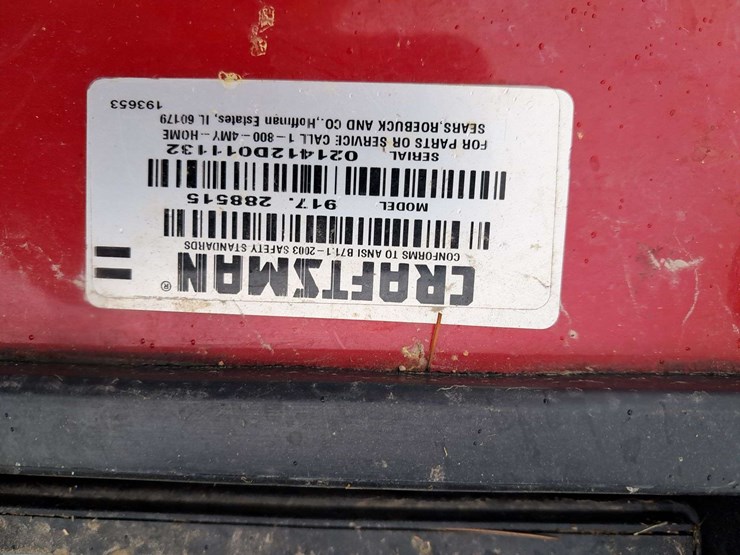 CRAFTSMAN®
CONFORMS TO ANSI B71.1-2003 SAFETY STANDARDS
MODEL 917. 288515
SERIAL 021412D011132
FOR PARTS OR SERVICE CALL 1-800-4MY-HOME
SEARS,ROEBUCK AND CO.,Hoffman Estates, IL 60179
193653